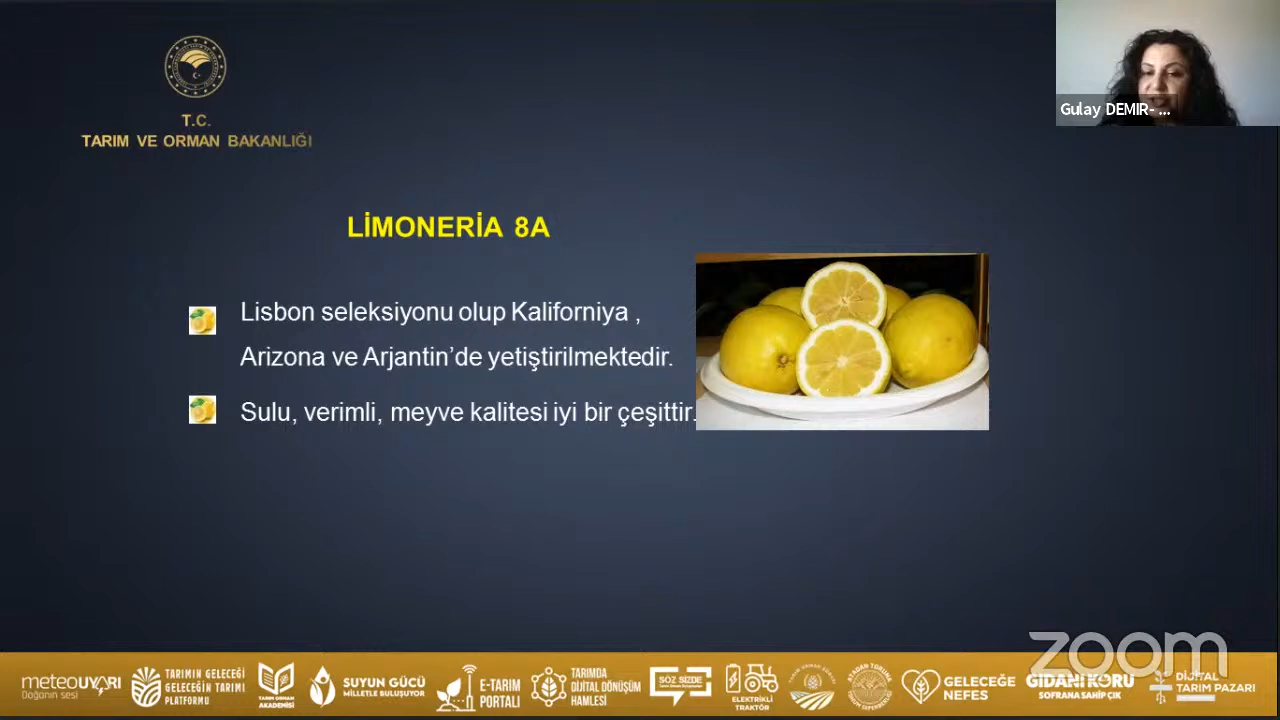 Gulay DEMIR- ...
T.C.
TARIM VE ORMAN BAKANLIĞI
LİMONERİA 8A
Lisbon seleksiyonu olup Kaliforniya ,
Arizona ve Arjantin’de yetiştirilmektedir.
Sulu, verimli, meyve kalitesi iyi bir çeşittir.
zoom
meteoUYARI
Doğanın sesi
TARIMIN GELECEĞİ
GELECEĞİN TARIMI
PLATFORMU
TARIM ORMAN
AKADEMİSİ
SUYUN GÜCÜ
MİLLETLE BULUŞUYOR
E-TARIM
PORTALI
TARIMDA
DİJİTAL DÖNÜŞÜM
HAMLESİ
SÖZ SİZDE
ELEKTRİKLİ
TRAKTÖR
GELECEĞE
NEFES
GIDANI KORU
SOFRANA SAHİP ÇIK
DİJİTAL
TARIM PAZARI